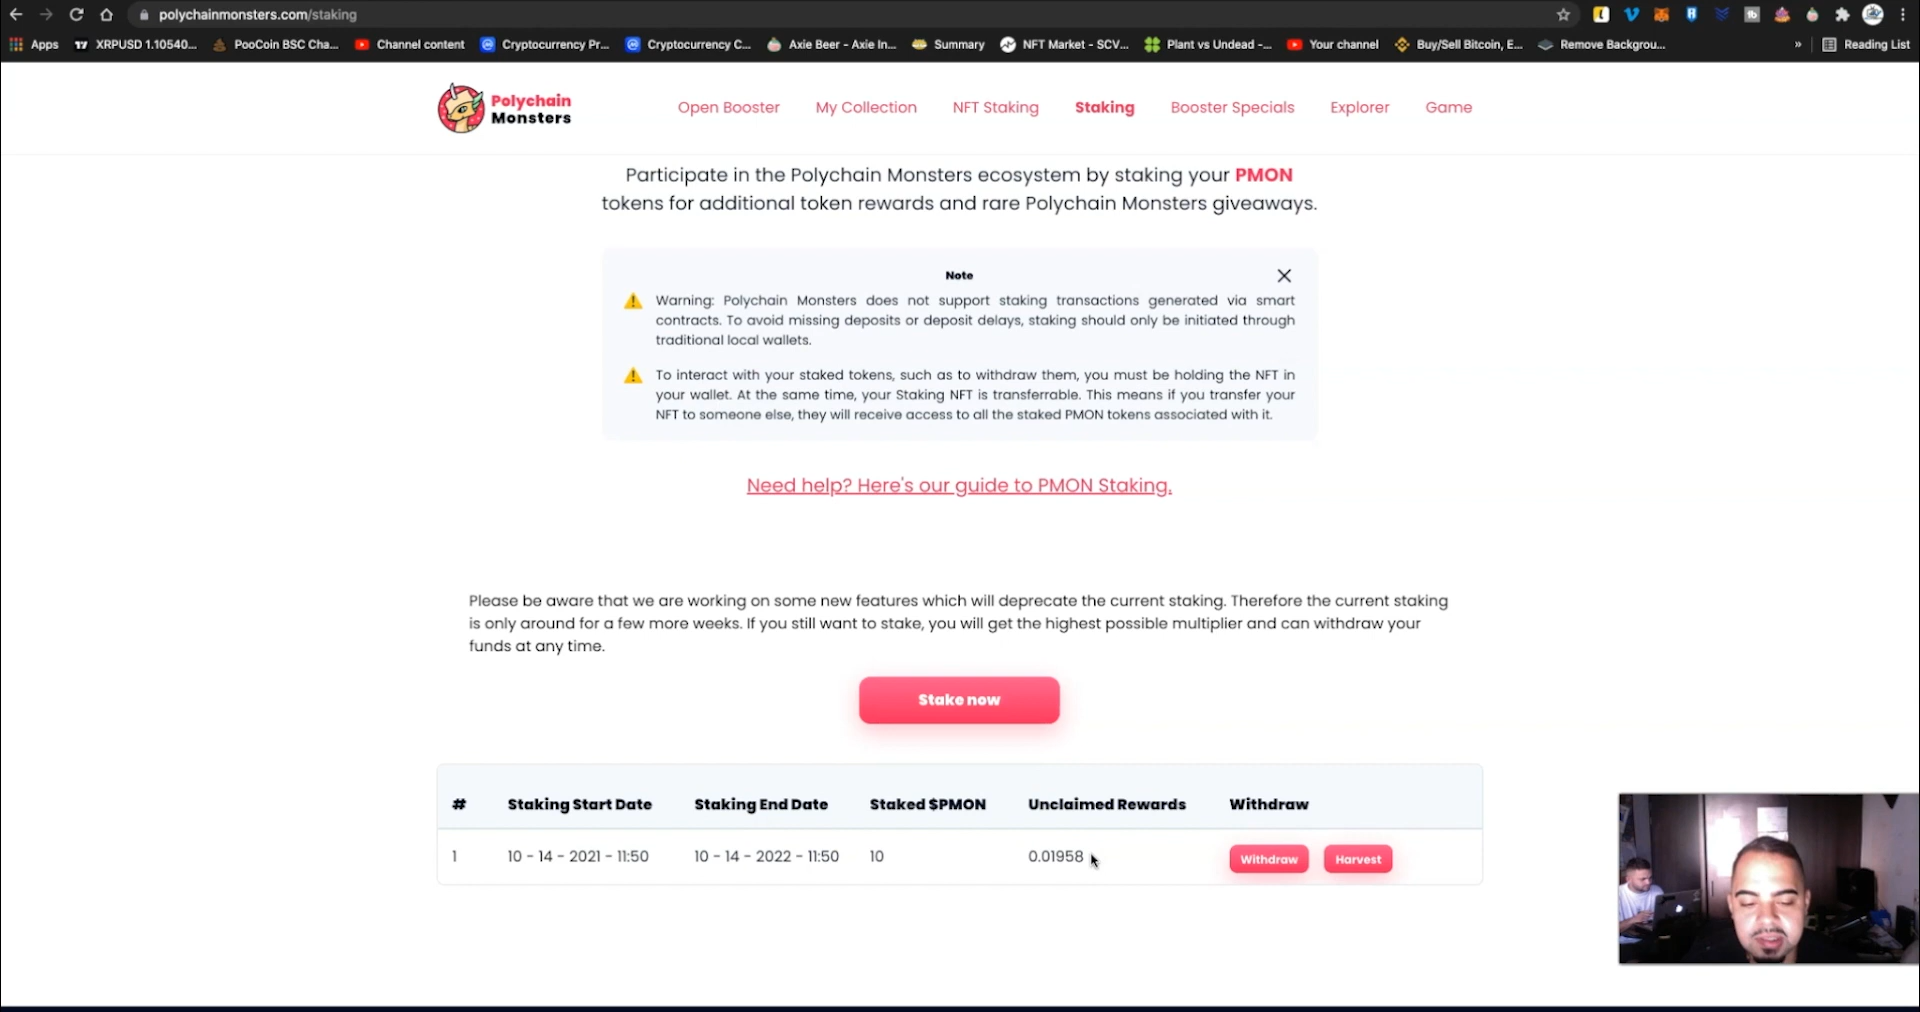 polychainmonsters.com/staking
Apps XRPUSD 1.10540... PooCoin BSC Cha... Channel content Cryptocurrency Pr... Cryptocurrency C... Axie Beer - Axie In... Summary NFT Market - SCV... Plant vs Undead -... Your channel Buy/Sell Bitcoin, E... Remove Backgrou... » Reading List
Polychain
Monsters
Open Booster My Collection NFT Staking Staking Booster Specials Explorer Game
Participate in the Polychain Monsters ecosystem by staking your PMON
tokens for additional token rewards and rare Polychain Monsters giveaways.
Note
Warning: Polychain Monsters does not support staking transactions generated via smart
contracts. To avoid missing deposits or deposit delays, staking should only be initiated through
traditional local wallets.
To interact with your staked tokens, such as to withdraw them, you must be holding the NFT in
your wallet. At the same time, your Staking NFT is transferrable. This means if you transfer your
NFT to someone else, they will receive access to all the staked PMON tokens associated with it.
Need help? Here's our guide to PMON Staking.
Please be aware that we are working on some new features which will deprecate the current staking. Therefore the current staking
is only around for a few more weeks. If you still want to stake, you will get the highest possible multiplier and can withdraw your
funds at any time.
Stake now
# Staking Start Date Staking End Date Staked $PMON Unclaimed Rewards Withdraw
1 10 - 14 - 2021 - 11:50 10 - 14 - 2022 - 11:50 10 0.01958 Withdraw Harvest